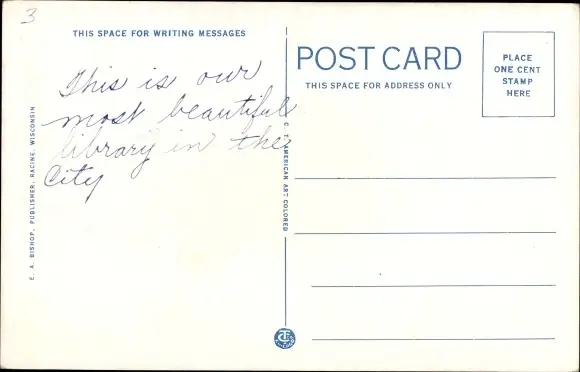 3
THIS SPACE FOR WRITING MESSAGES
This is our
most beautiful
library in the
City
E. A. BISHOP, PUBLISHER, RACINE, WISCONSIN
C. T. AMERICAN ART COLORED
POST CARD
THIS SPACE FOR ADDRESS ONLY
PLACE
ONE CENT
STAMP
HERE